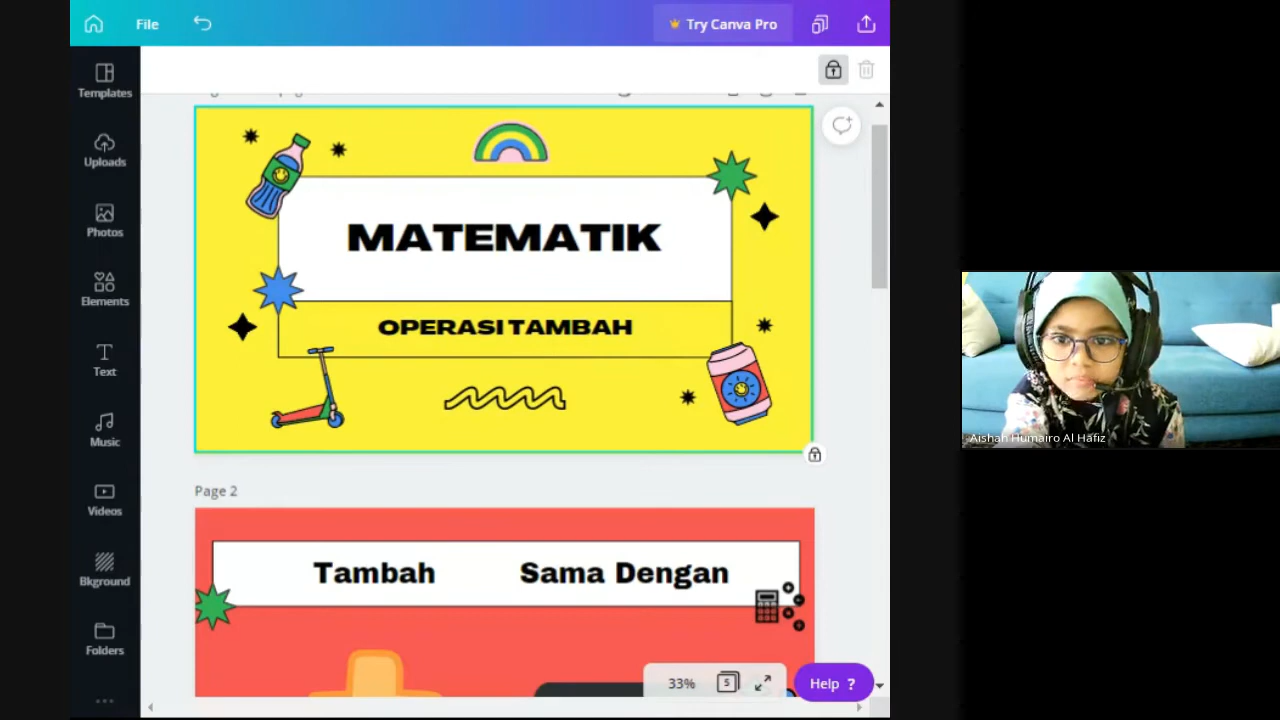 File
Try Canva Pro
Templates
Uploads
Photos
Elements
Text
Music
Videos
Bkground
Folders
MATEMATIK
OPERASI TAMBAH
Page 2
Tambah Sama Dengan
33%
5
Help ?
Aishah Humairo Al Hafiz